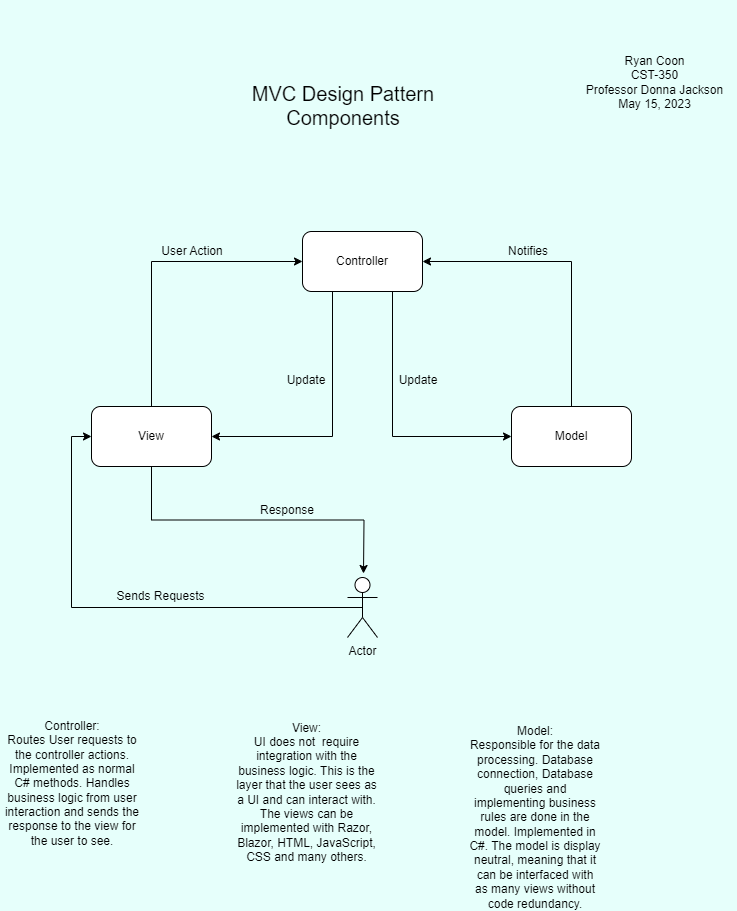 Ryan Coon
CST-350
Professor Donna Jackson
May 15, 2023
MVC Design Pattern
Components
User Action
Controller
Notifies
Update
Update
View
Model
Response
Sends Requests
Actor
Controller:
Routes User requests to
the controller actions.
Implemented as normal
C# methods. Handles
business logic from user
interaction and sends the
response to the view for
the user to see.
View:
UI does not  require
integration with the
business logic. This is the
layer that the user sees as
a UI and can interact with.
The views can be
implemented with Razor,
Blazor, HTML, JavaScript,
CSS and many others.
Model:
Responsible for the data
processing. Database
connection, Database
queries and
implementing business
rules are done in the
model. Implemented in
C#. The model is display
neutral, meaning that it
can be interfaced with
as many views without
code redundancy.